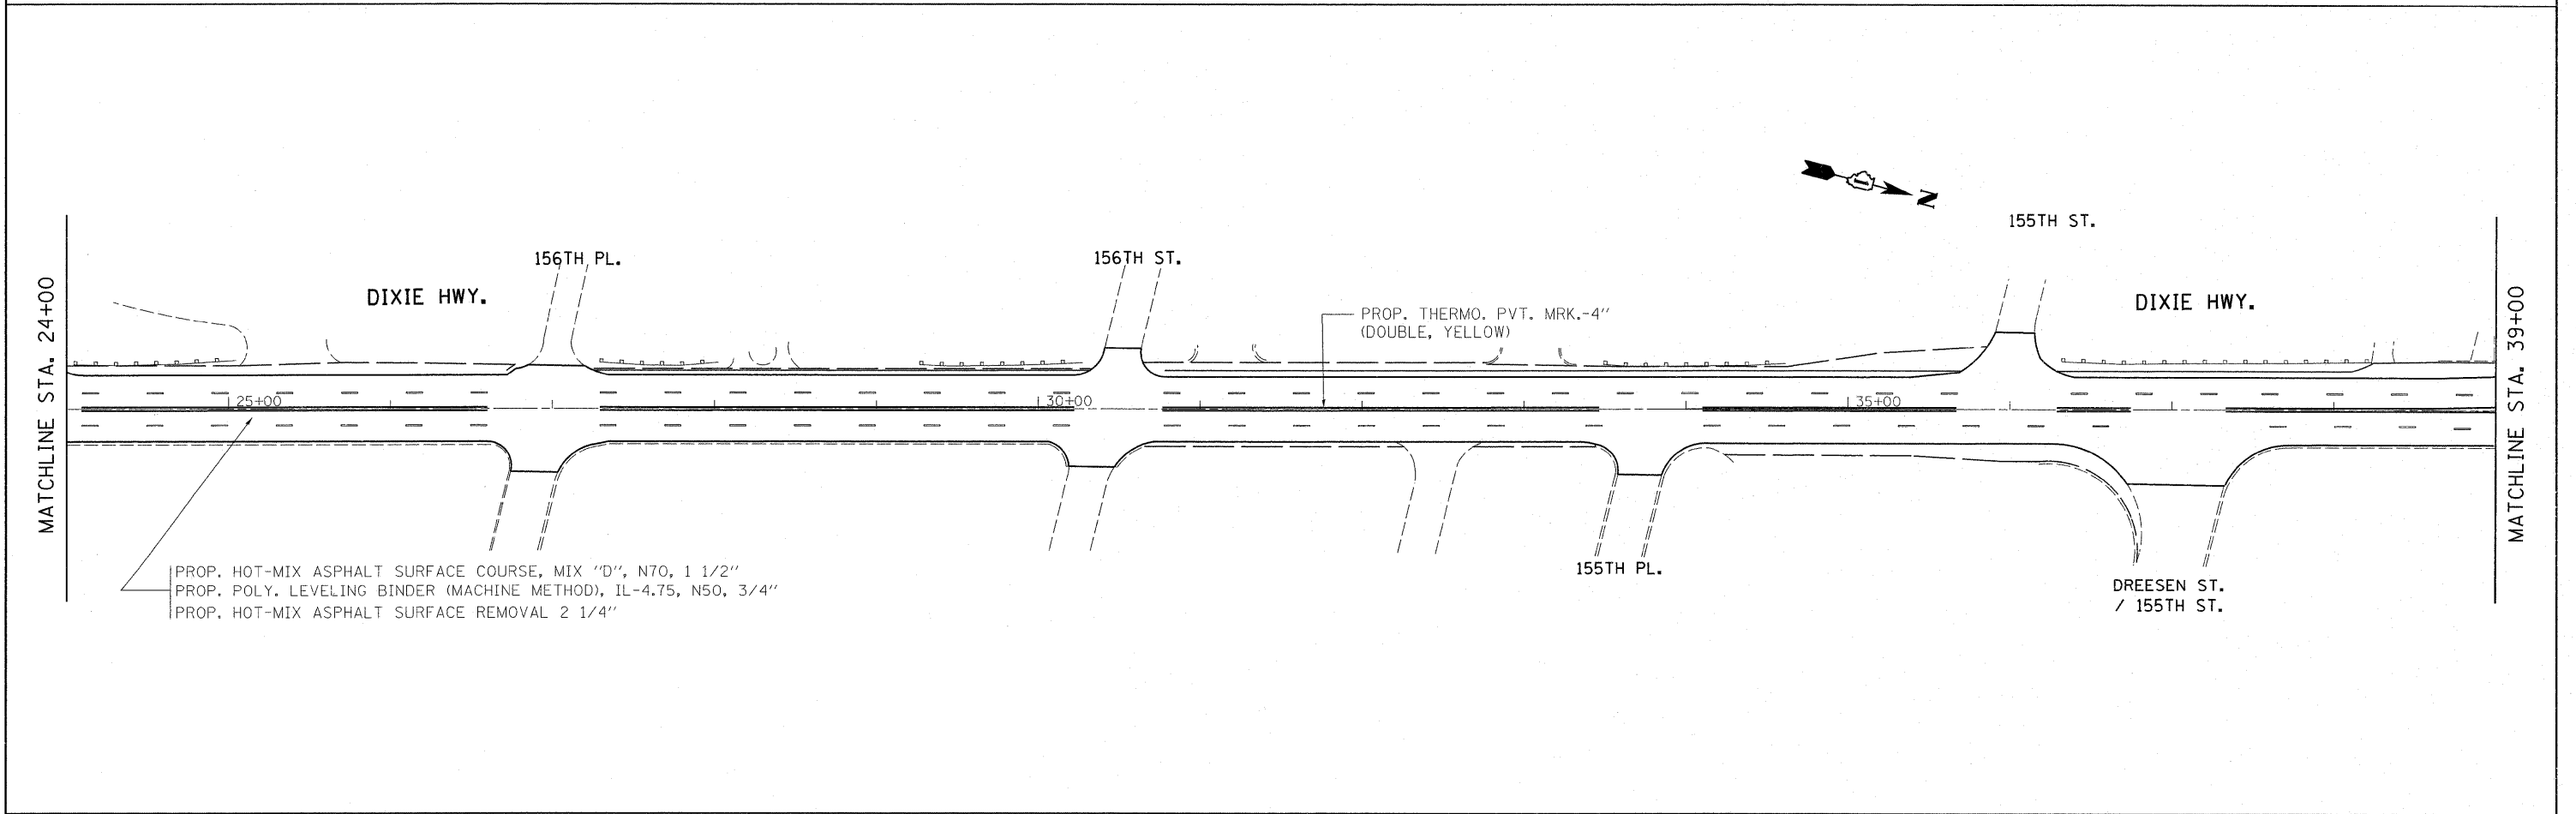 N
155TH ST.
156TH PL.
156TH ST.
DIXIE HWY.
DIXIE HWY.
PROP. THERMO. PVT. MRK.-4"
(DOUBLE, YELLOW)
MATCHLINE STA. 24+00
MATCHLINE STA. 39+00
25+00
30+00
35+00
PROP. HOT-MIX ASPHALT SURFACE COURSE, MIX "D", N70, 1 1/2"
PROP. POLY. LEVELING BINDER (MACHINE METHOD), IL-4.75, N50, 3/4"
PROP. HOT-MIX ASPHALT SURFACE REMOVAL 2 1/4"
155TH PL.
DREESEN ST.
/ 155TH ST.